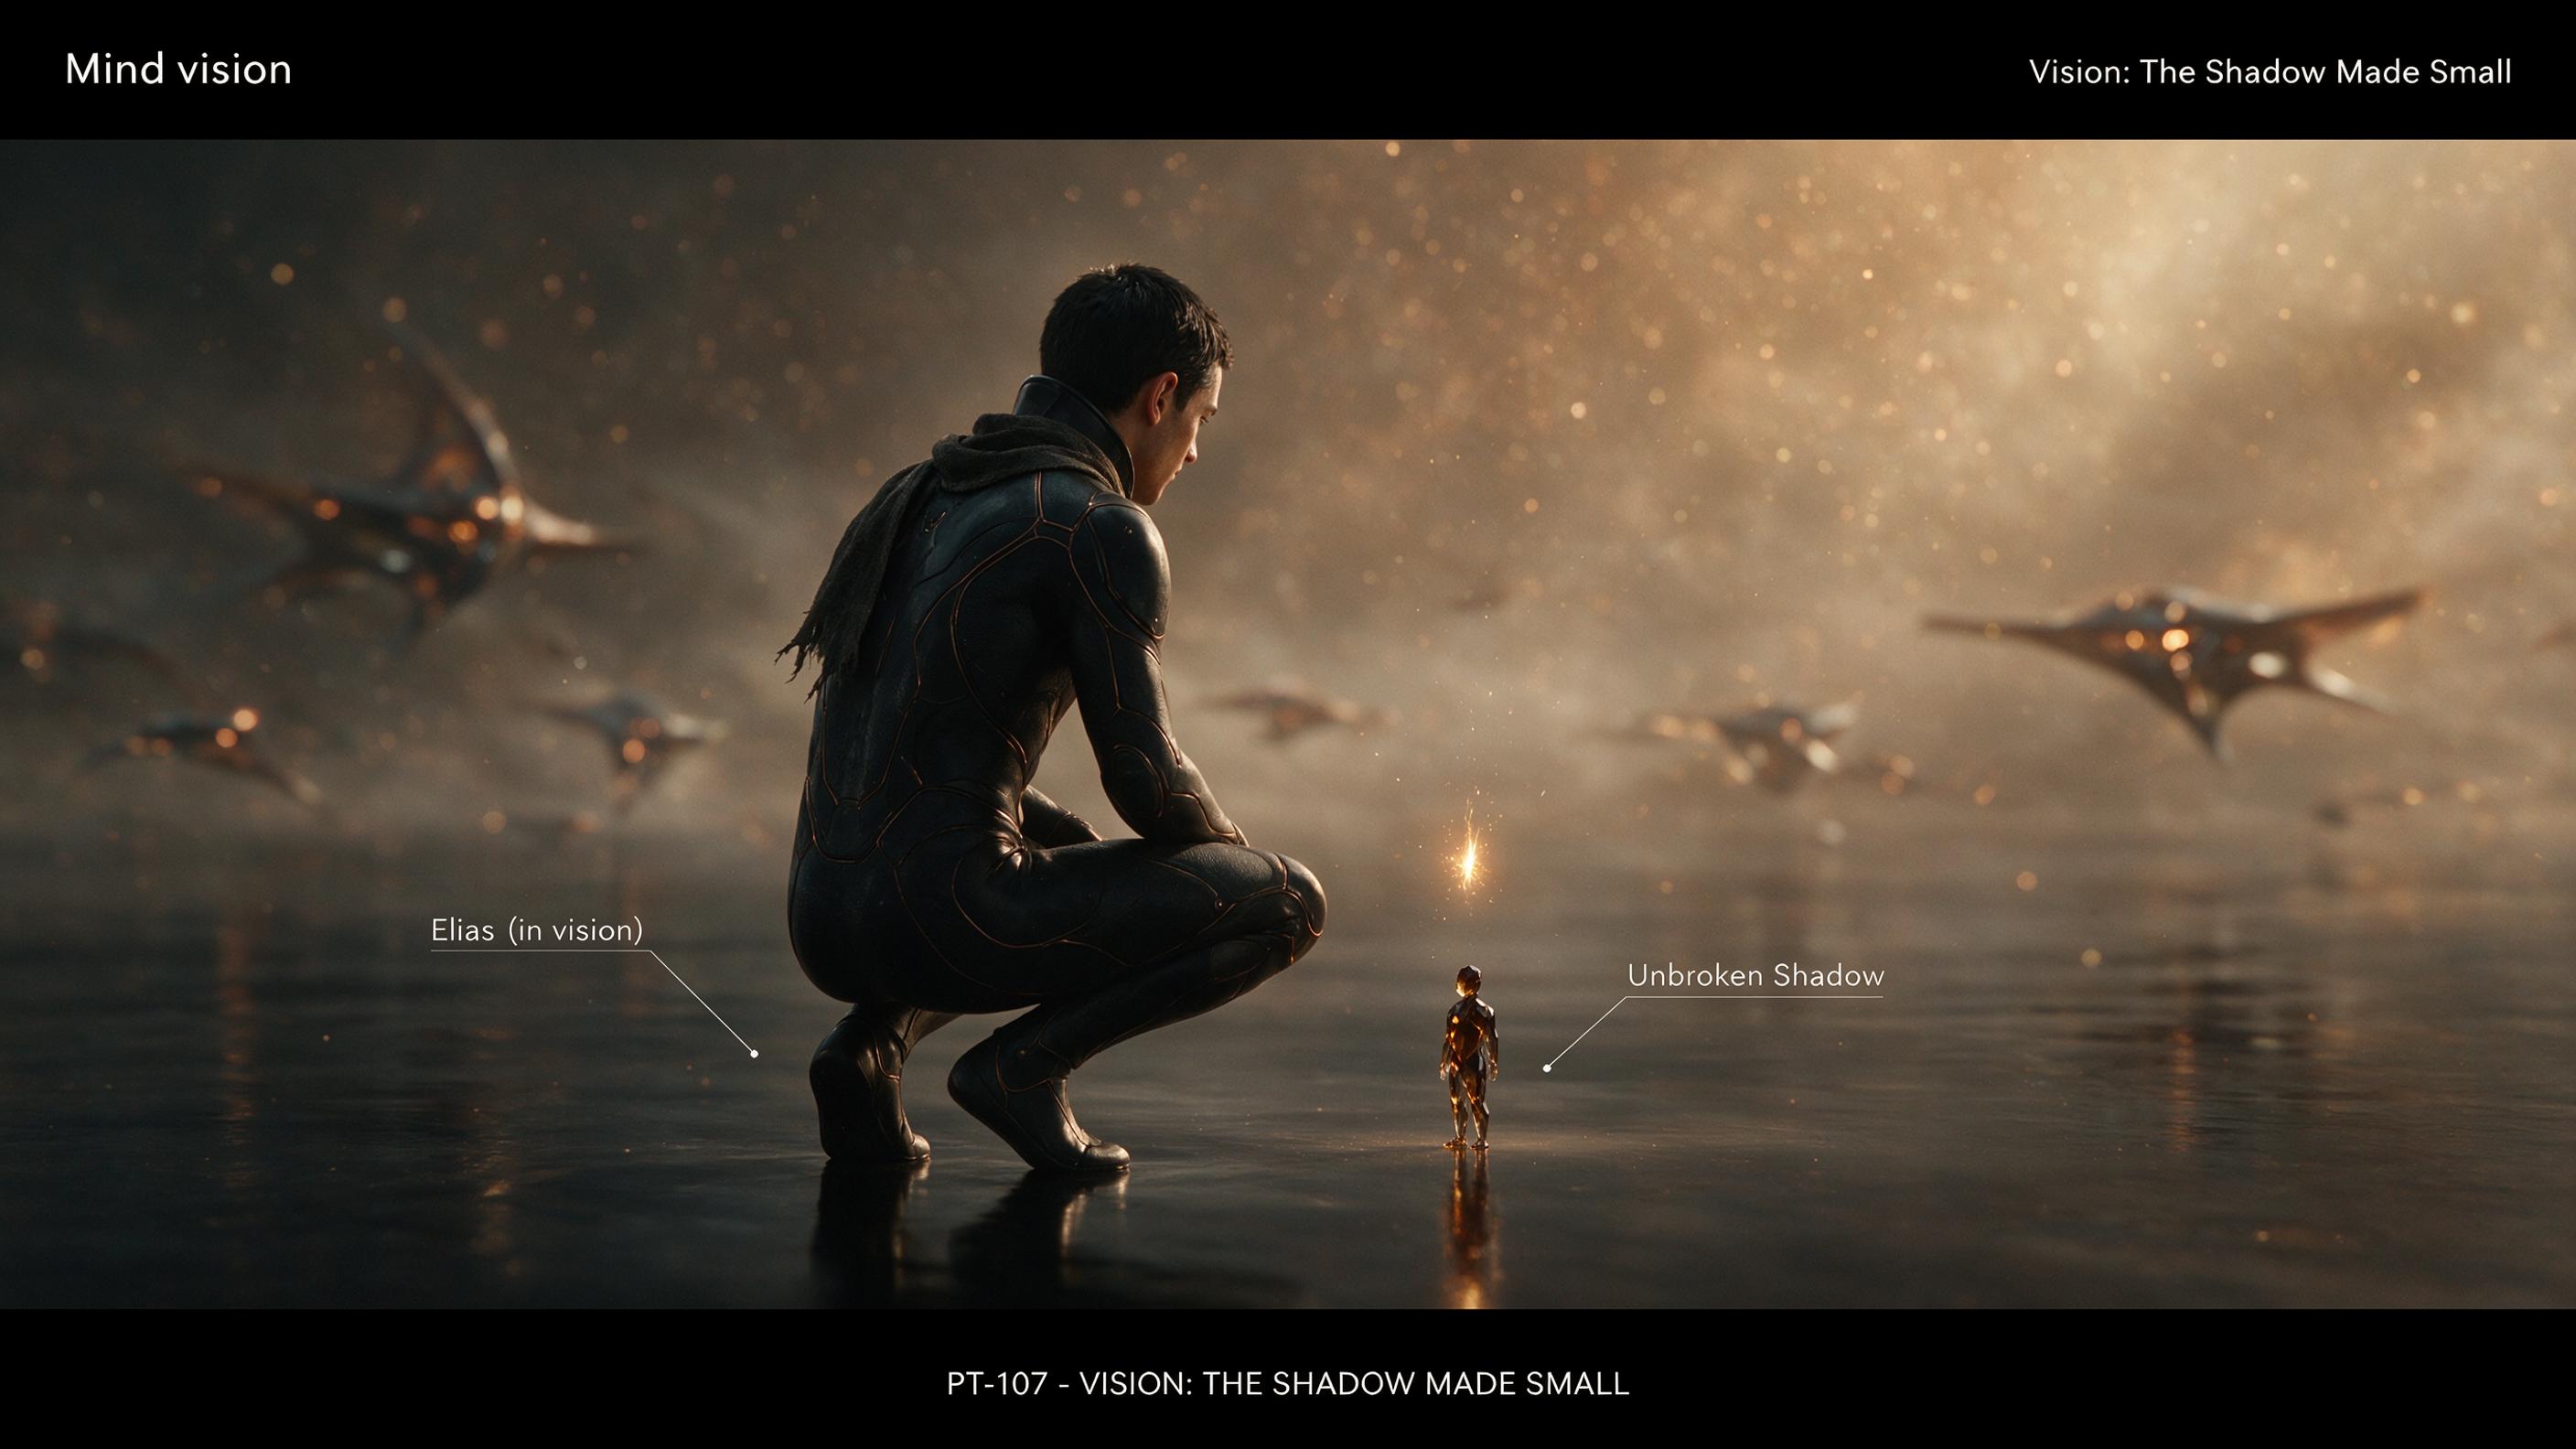 Mind vision
Vision: The Shadow Made Small
Elias (in vision)
Unbroken Shadow
PT-107 - VISION: THE SHADOW MADE SMALL